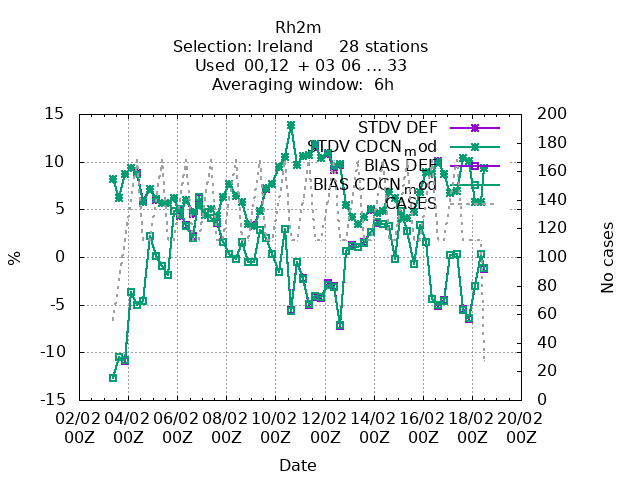 Rh2m
Selection: Ireland 28 stations
Used 00,12 + 03 06 ... 33
Averaging window: 6h
15
10
5
0
-5
-10
-15
%
200
180
160
140
120
100
80
60
40
20
0
No cases
STDV DEF
STDV CDCN_mod
BIAS DEF
BIAS CDCN_mod
CASES
02/02 04/02 06/02 08/02 10/02 12/02 14/02 16/02 18/02 20/02
00Z 00Z 00Z 00Z 00Z 00Z 00Z 00Z 00Z 00Z
Date